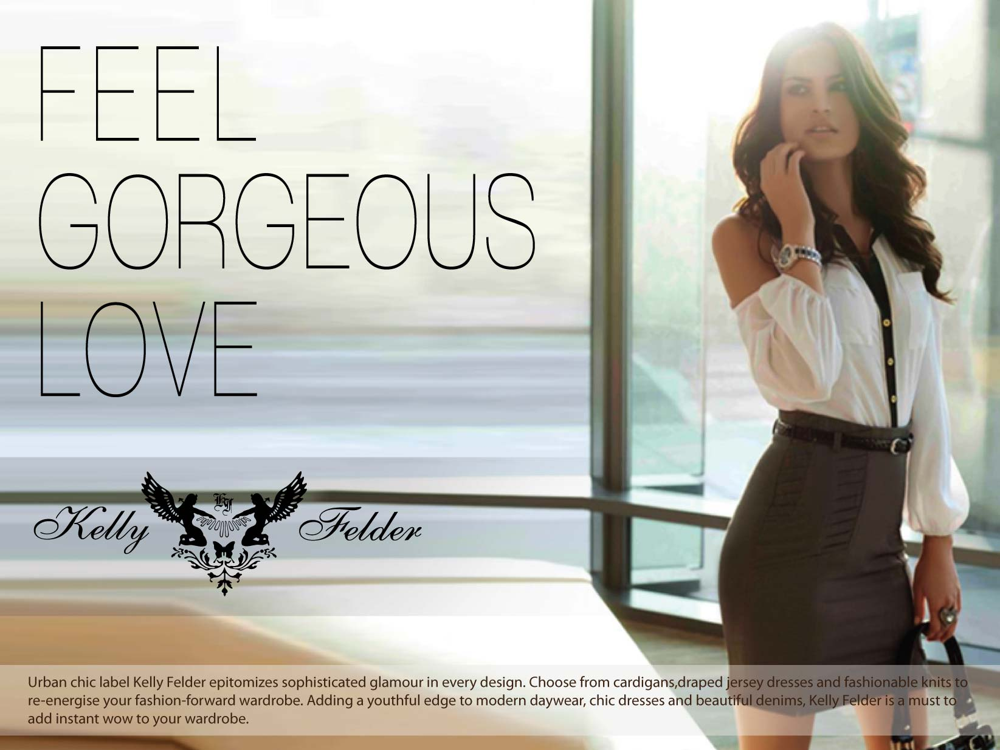 FEEL
GORGEOUS
LOVE
Kelly KF Felder
Urban chic label Kelly Felder epitomizes sophisticated glamour in every design. Choose from cardigans,draped jersey dresses and fashionable knits to
re-energise your fashion-forward wardrobe. Adding a youthful edge to modern daywear, chic dresses and beautiful denims, Kelly Felder is a must to
add instant wow to your wardrobe.